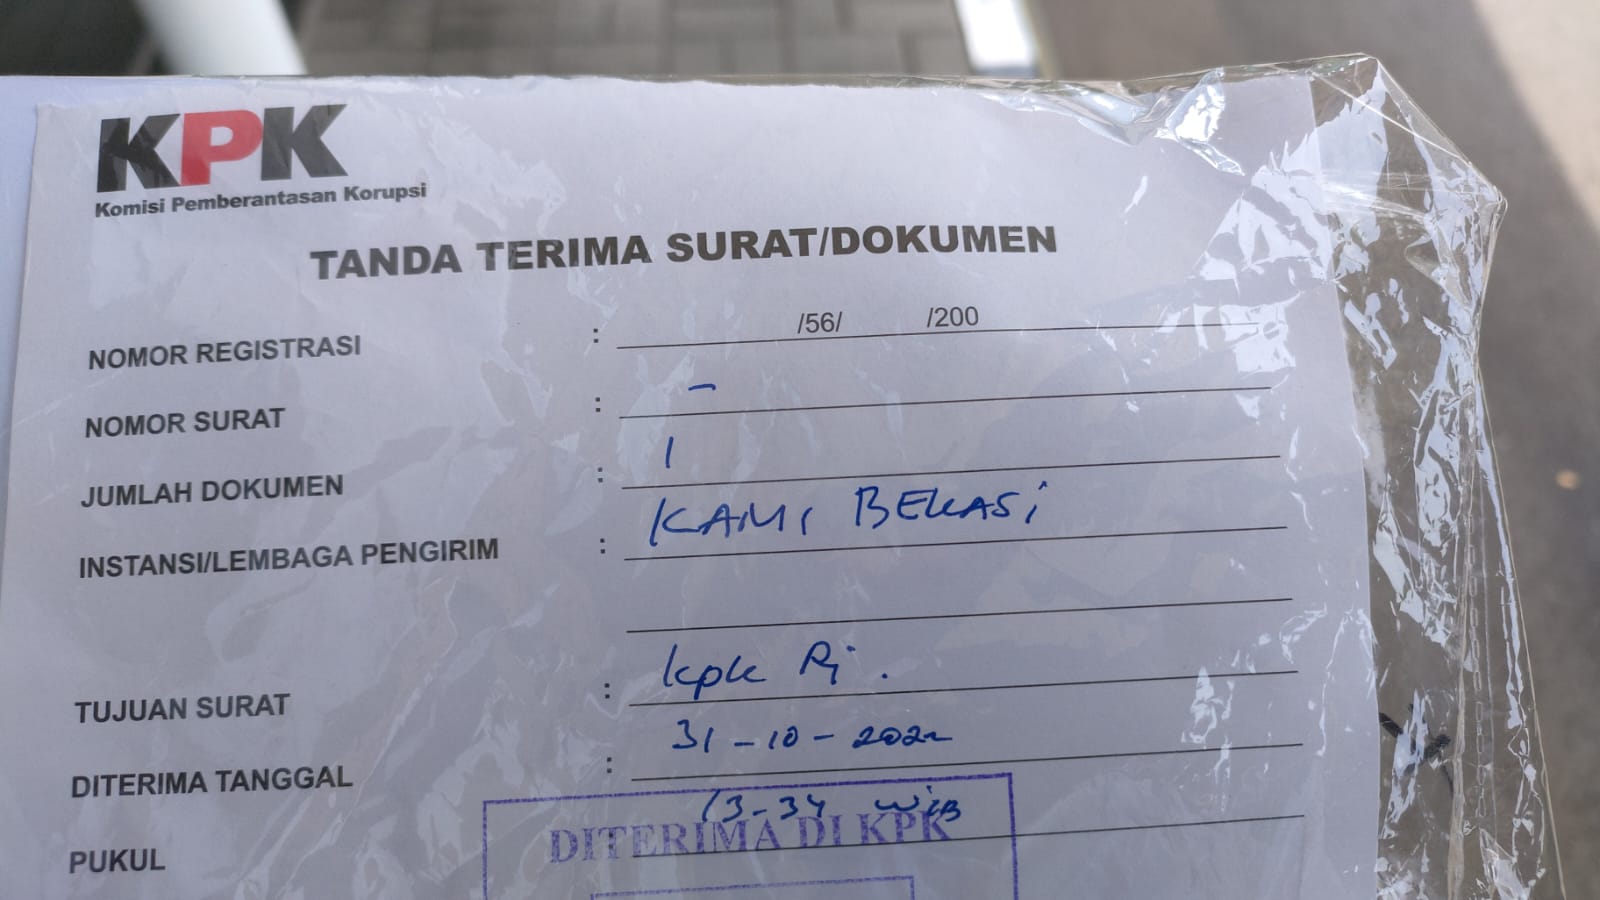 KPK
Komisi Pemberantasan Korupsi
TANDA TERIMA SURAT/DOKUMEN
NOMOR REGISTRASI : /56/ /200
NOMOR SURAT : -
JUMLAH DOKUMEN : 1
INSTANSI/LEMBAGA PENGIRIM : KAMI BEKASI
TUJUAN SURAT : kpk Ri.
DITERIMA TANGGAL : 31-10-2022
PUKUL 13-34 WIB
DITERIMA DI KPK